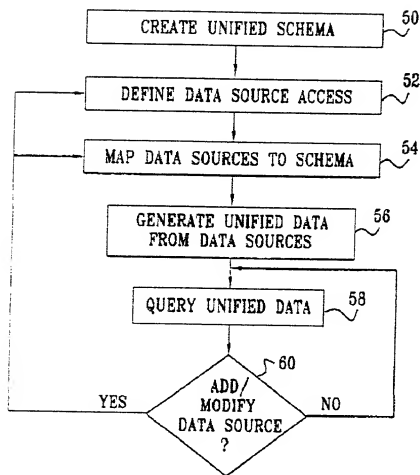 CREATE UNIFIED SCHEMA
50
DEFINE DATA SOURCE ACCESS
52
MAP DATA SOURCES TO SCHEMA
54
GENERATE UNIFIED DATA
FROM DATA SOURCES
56
QUERY UNIFIED DATA
58
60
YES
ADD/
MODIFY
DATA SOURCE
?
NO